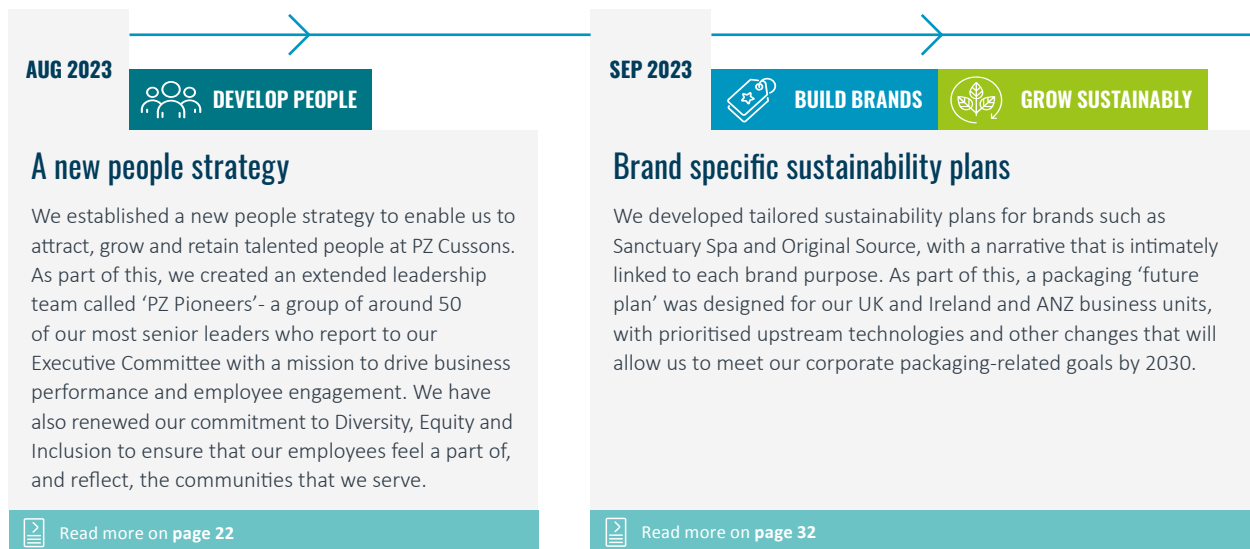 AUG 2023
DEVELOP PEOPLE
A new people strategy
We established a new people strategy to enable us to
attract, grow and retain talented people at PZ Cussons.
As part of this, we created an extended leadership
team called ‘PZ Pioneers’- a group of around 50
of our most senior leaders who report to our
Executive Committee with a mission to drive business
performance and employee engagement. We have
also renewed our commitment to Diversity, Equity and
Inclusion to ensure that our employees feel a part of,
and reflect, the communities that we serve.
Read more on page 22
SEP 2023
BUILD BRANDS
GROW SUSTAINABLY
Brand specific sustainability plans
We developed tailored sustainability plans for brands such as
Sanctuary Spa and Original Source, with a narrative that is intimately
linked to each brand purpose. As part of this, a packaging ‘future
plan’ was designed for our UK and Ireland and ANZ business units,
with prioritised upstream technologies and other changes that will
allow us to meet our corporate packaging-related goals by 2030.
Read more on page 32